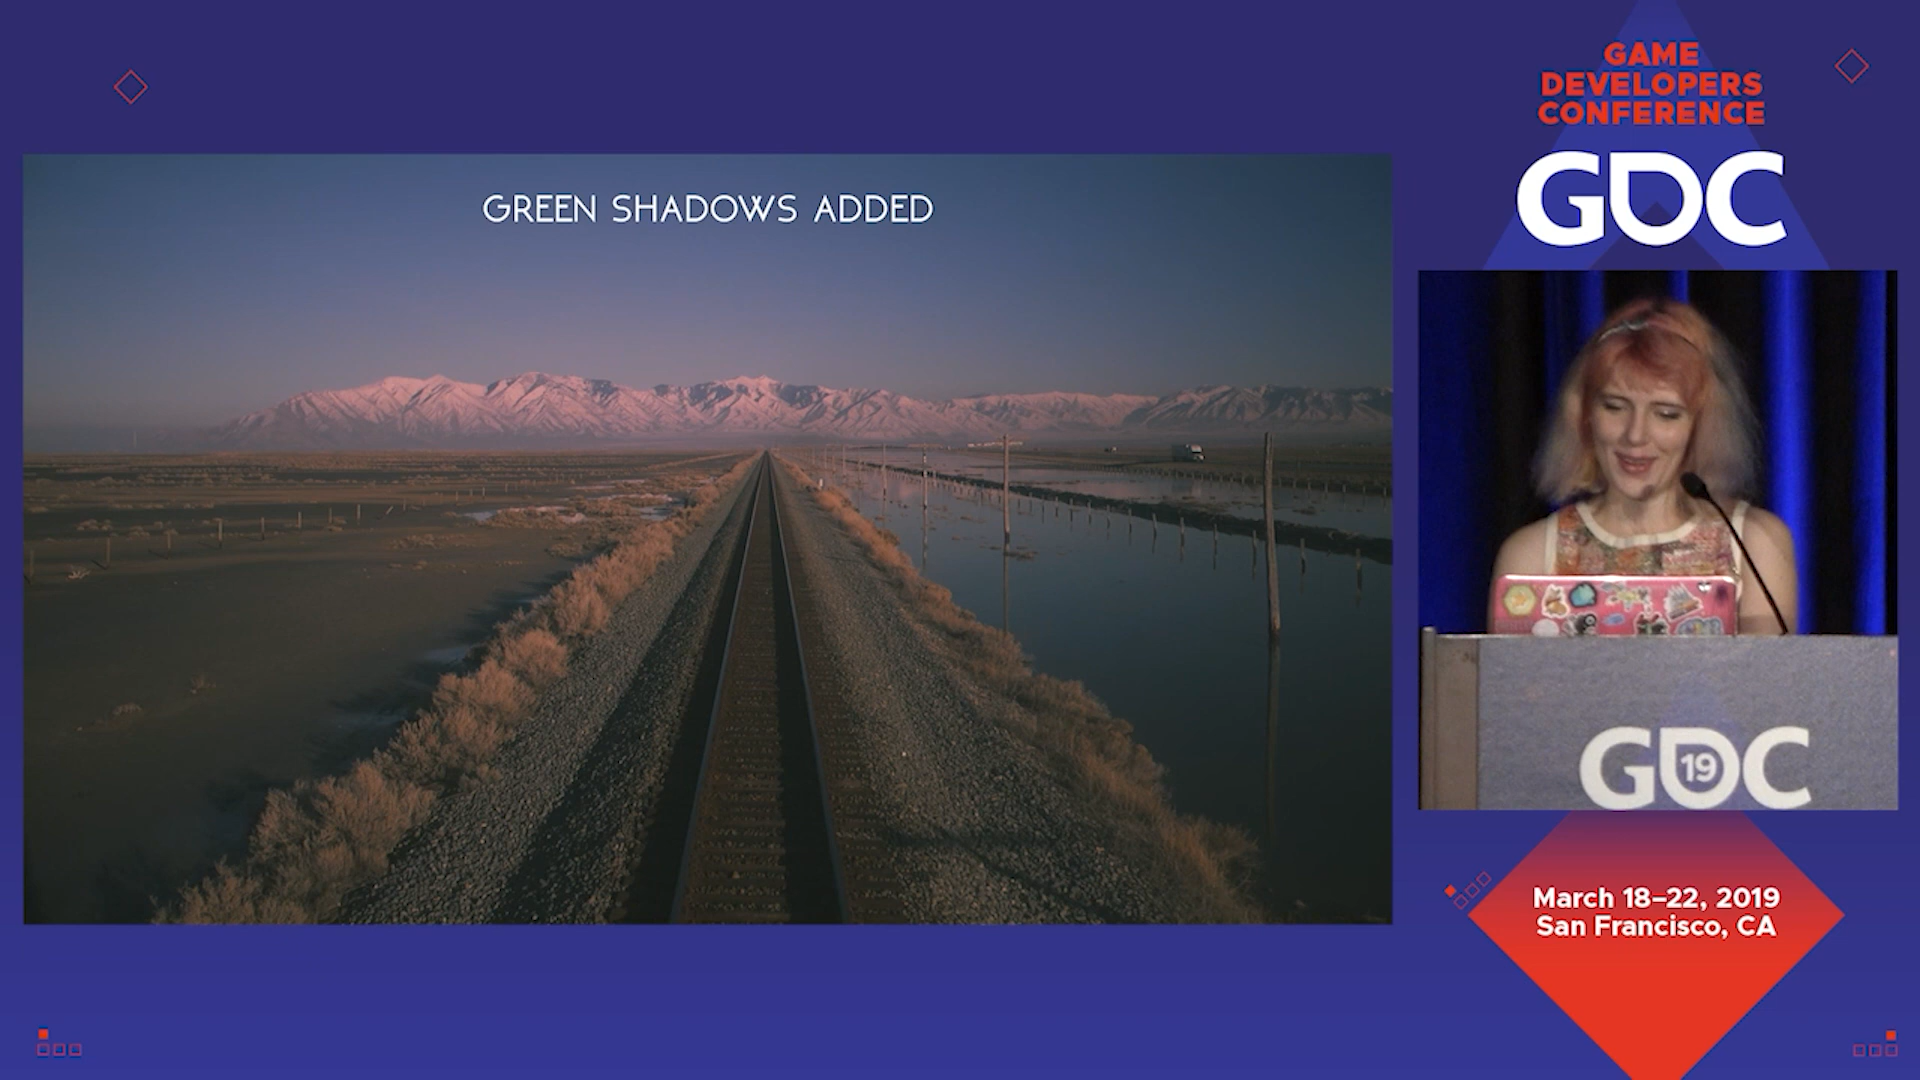 GREEN SHADOWS ADDED
GAME
DEVELOPERS
CONFERENCE
GDC
GDC
19
March 18–22, 2019
San Francisco, CA